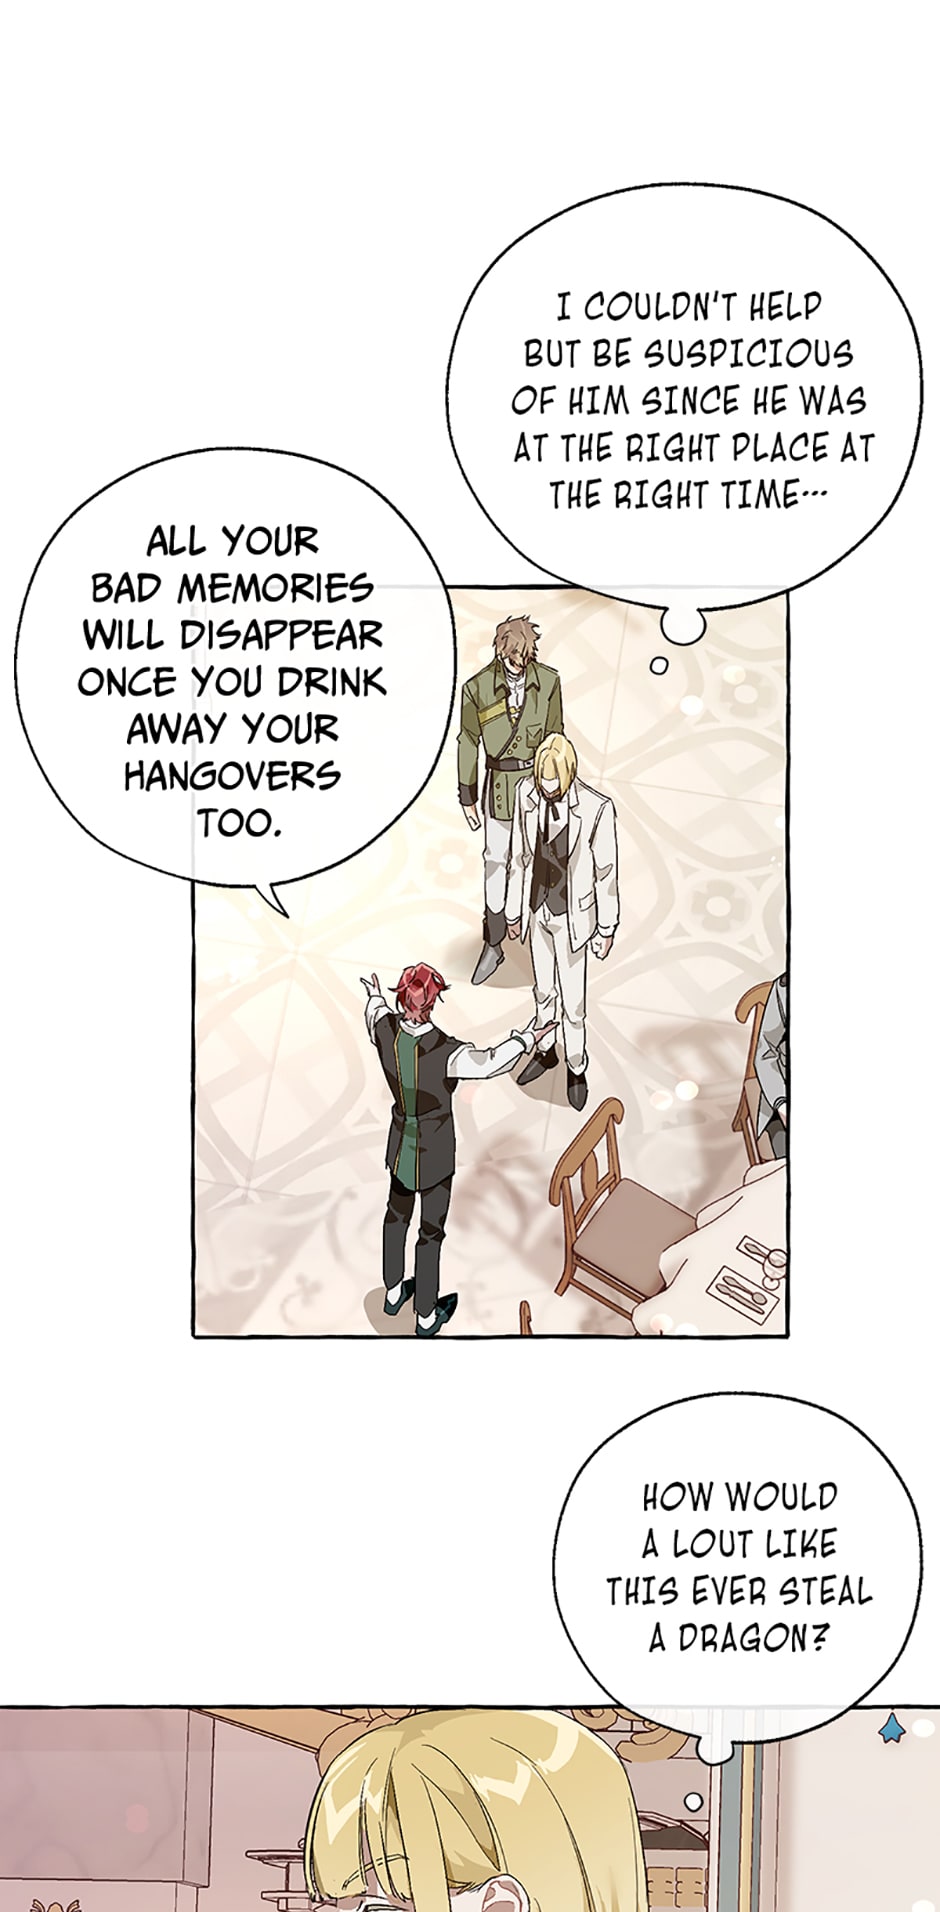 I COULDN'T HELP
BUT BE SUSPICIOUS
OF HIM SINCE HE WAS
AT THE RIGHT PLACE AT
THE RIGHT TIME...
ALL YOUR
BAD MEMORIES
WILL DISAPPEAR
ONCE YOU DRINK
AWAY YOUR
HANGOVERS
TOO.
HOW WOULD
A LOUT LIKE
THIS EVER STEAL
A DRAGON?